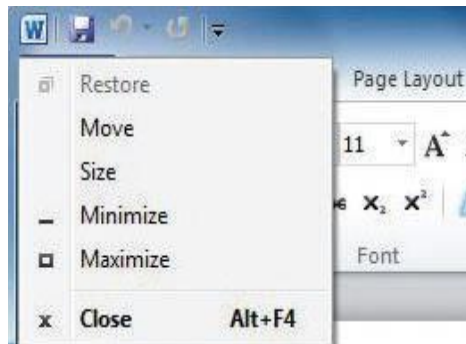 W
Restore
Page Layout
Move
11 A
Size
Minimize
x₂ x²
Maximize
Font
x Close Alt+F4